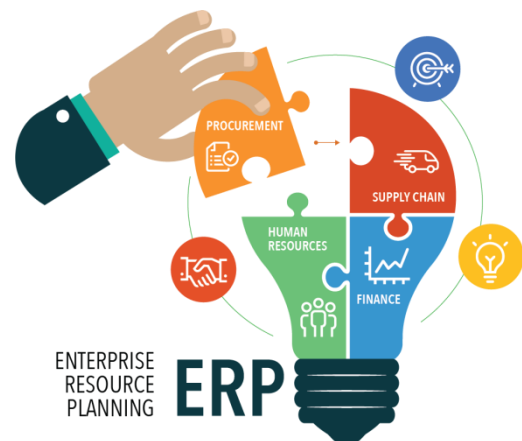 PROCUREMENT
SUPPLY CHAIN
HUMAN
RESOURCES
FINANCE
ENTERPRISE
RESOURCE
PLANNING
ERP